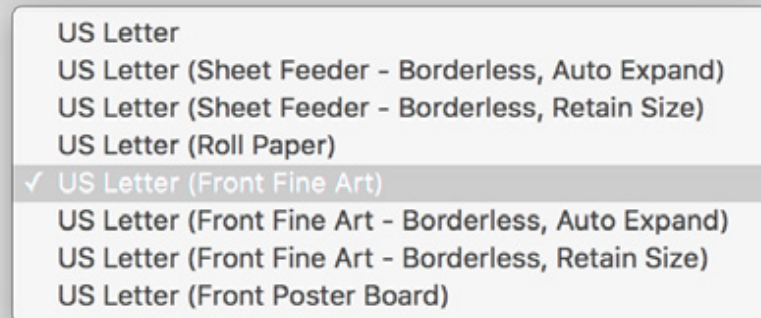 US Letter
US Letter (Sheet Feeder - Borderless, Auto Expand)
US Letter (Sheet Feeder - Borderless, Retain Size)
US Letter (Roll Paper)
✓ US Letter (Front Fine Art)
US Letter (Front Fine Art - Borderless, Auto Expand)
US Letter (Front Fine Art - Borderless, Retain Size)
US Letter (Front Poster Board)